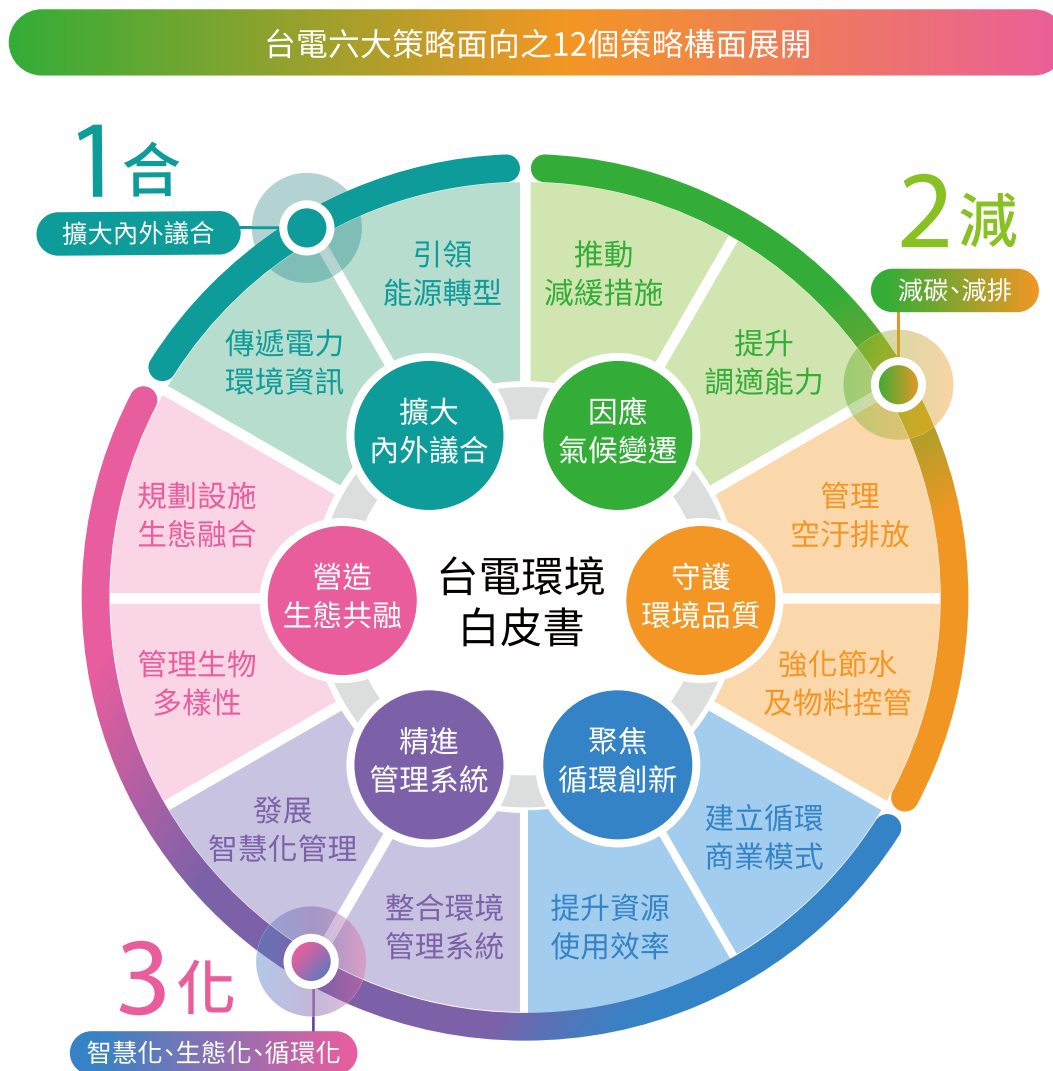 台電六大策略面向之12個策略構面展開
1合
擴大內外議合
2減
減碳、減排
引領
能源轉型
傳遞電力
環境資訊
擴大
內外議合
推動
減緩措施
提升
調適能力
因應
氣候變遷
管理
空汙排放
強化節水
及物料控管
守護
環境品質
台電環境
白皮書
規劃設施
生態融合
管理生物
多樣性
營造
生態共融
發展
智慧化管理
整合環境
管理系統
精進
管理系統
建立循環
商業模式
提升資源
使用效率
聚焦
循環創新
3化
智慧化、生態化、循環化